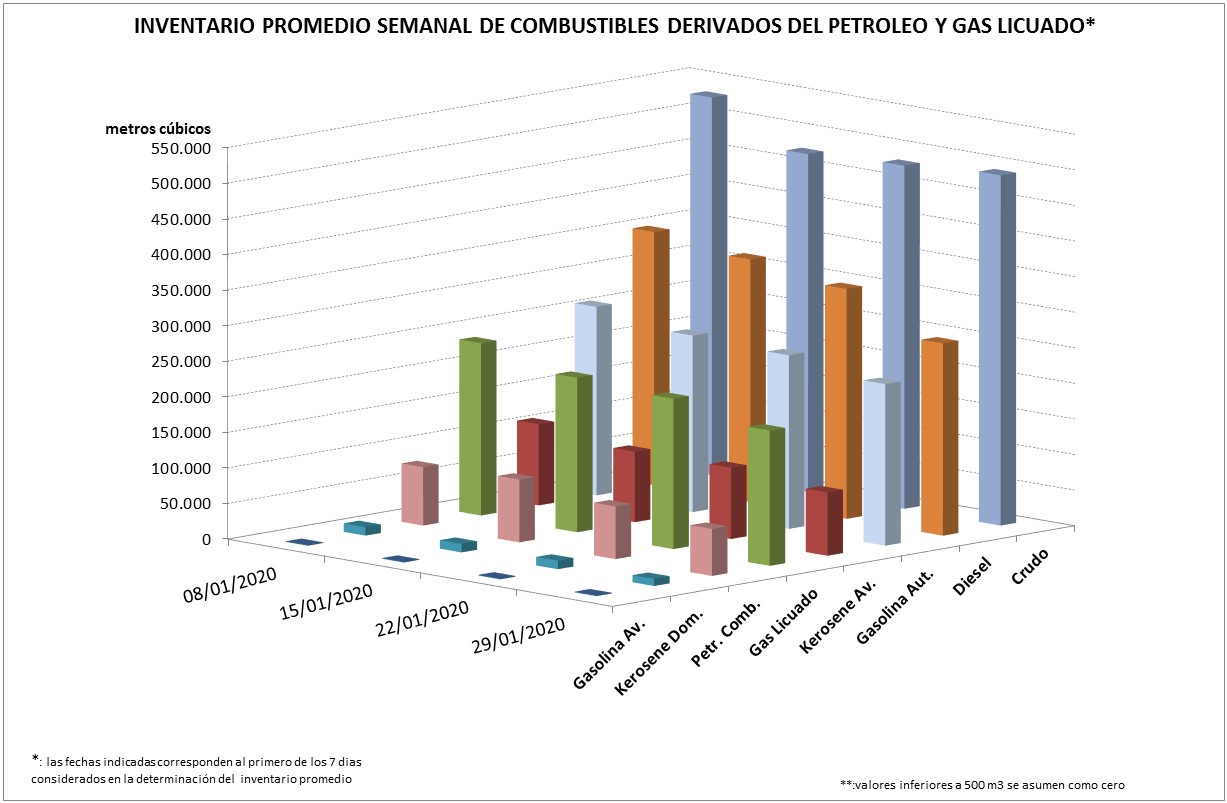 INVENTARIO PROMEDIO SEMANAL DE COMBUSTIBLES DERIVADOS DEL PETROLEO Y GAS LICUADO*
metros cúbicos
550.000
500.000
450.000
400.000
350.000
300.000
250.000
200.000
150.000
100.000
50.000
0
08/01/2020
15/01/2020
22/01/2020
29/01/2020
Gasolina Av.
Kerosene Dom.
Petr. Comb.
Gas Licuado
Kerosene Av.
Gasolina Aut.
Diesel
Crudo
*: las fechas indicadas corresponden al primero de los 7 dias
considerados en la determinación del inventario promedio
**:valores inferiores a 500 m3 se asumen como cero